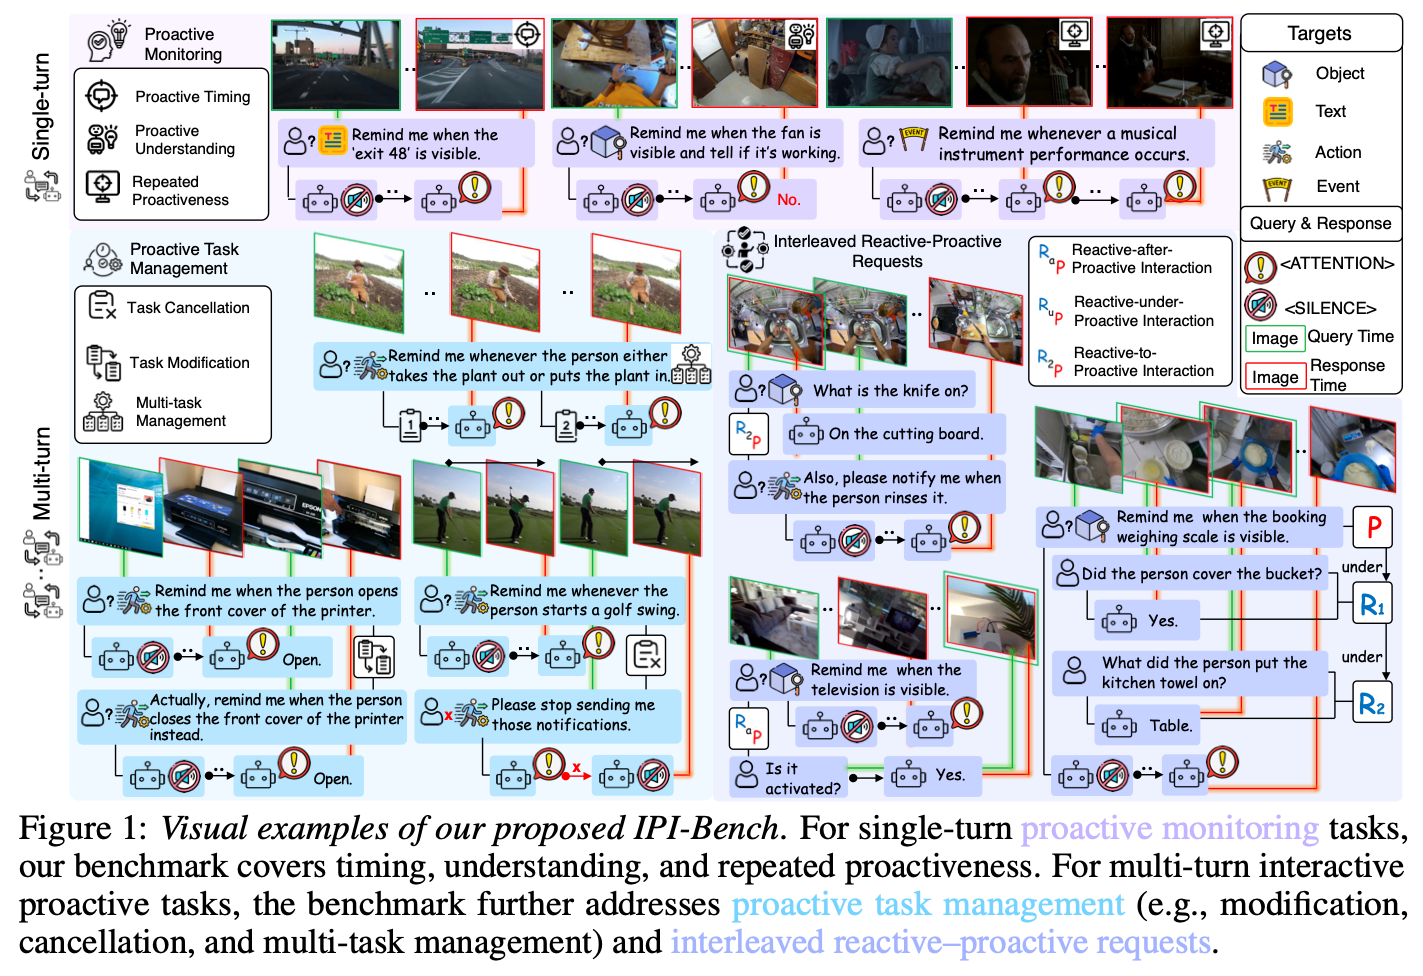 Single-turn
Proactive
Monitoring
Proactive Timing
Proactive
Understanding
Repeated
Proactiveness
Remind me when the
'exit 48' is visible.
Remind me when the fan is
visible and tell if it's working.
No.
EVENT
Remind me whenever a musical
instrument performance occurs.
Targets
Object
Text
Action
EVENT
Event
Query & Response
<ATTENTION>
<SILENCE>
Image
Query Time
Image
Response
Time
Multi-turn
Proactive Task
Management
Task Cancellation
Task Modification
Multi-task
Management
Remind me whenever the person either
takes the plant out or puts the plant in.
1
2
EPSON
Remind me when the person opens
the front cover of the printer.
Open.
Actually, remind me when the person
closes the front cover of the printer
instead.
Open.
Remind me whenever the
person starts a golf swing.
Please stop sending me
those notifications.
x
Interleaved Reactive-Proactive
Requests
RaP
Reactive-after-
Proactive Interaction
RuP
Reactive-under-
Proactive Interaction
R2P
Reactive-to-
Proactive Interaction
What is the knife on?
R2P
On the cutting board.
Also, please notify me when
the person rinses it.
Remind me when the
television is visible.
RaP
Is it
activated?
Yes.
Remind me when the booking
weighing scale is visible.
P
under
Did the person cover the bucket?
R1
Yes.
under
What did the person put the
kitchen towel on?
R2
Table.
Figure 1: Visual examples of our proposed IPI-Bench. For single-turn proactive monitoring tasks,
our benchmark covers timing, understanding, and repeated proactiveness. For multi-turn interactive
proactive tasks, the benchmark further addresses proactive task management (e.g., modification,
cancellation, and multi-task management) and interleaved reactive–proactive requests.